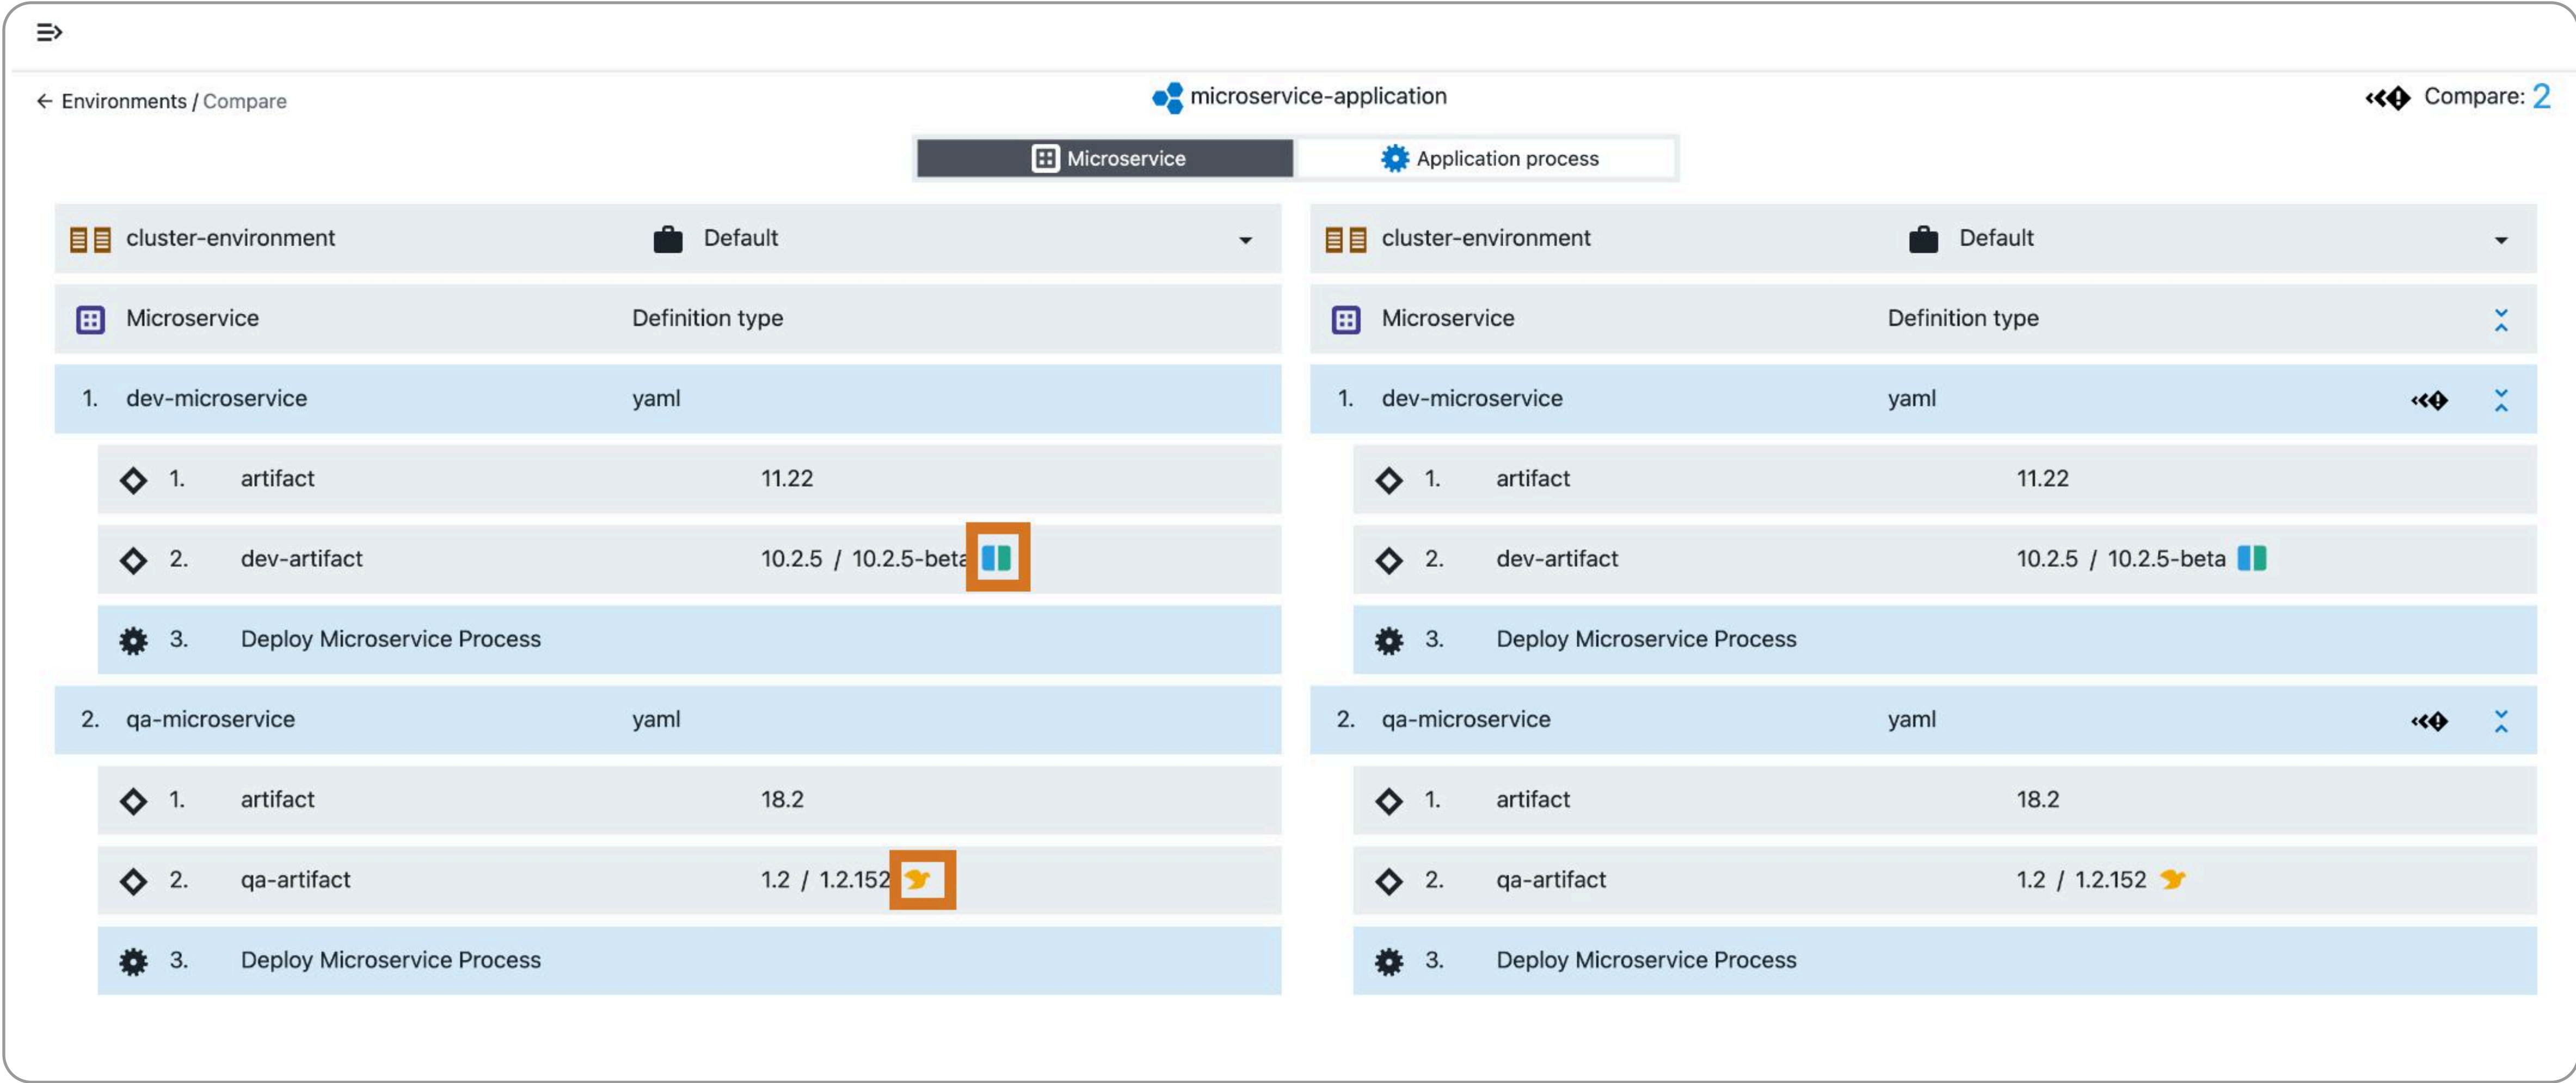 Environments / Compare
microservice-application
Compare: 2
Microservice
Application process
cluster-environment Default
cluster-environment Default
Microservice Definition type
Microservice Definition type
1. dev-microservice yaml
1. dev-microservice yaml
1. artifact 11.22
1. artifact 11.22
2. dev-artifact 10.2.5 / 10.2.5-beta
2. dev-artifact 10.2.5 / 10.2.5-beta
3. Deploy Microservice Process
3. Deploy Microservice Process
2. qa-microservice yaml
2. qa-microservice yaml
1. artifact 18.2
1. artifact 18.2
2. qa-artifact 1.2 / 1.2.152
2. qa-artifact 1.2 / 1.2.152
3. Deploy Microservice Process
3. Deploy Microservice Process